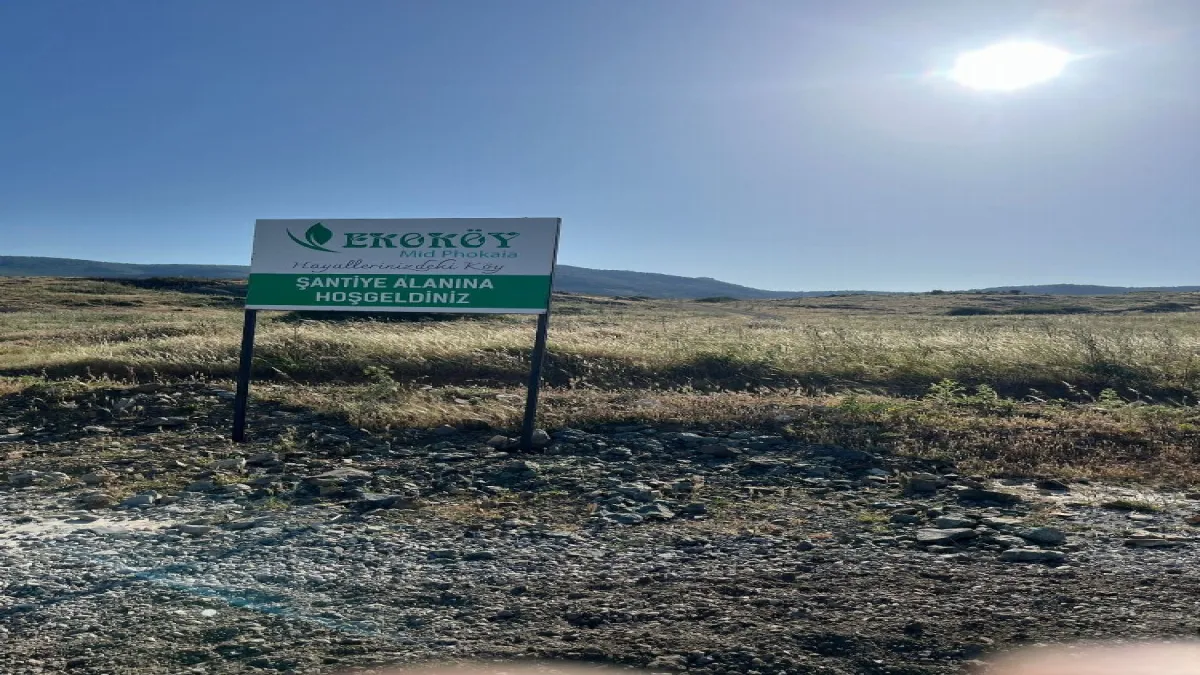 EKOKÖY
Mid Phokaia
Hayallerinizdeki Köy
ŞANTİYE ALANINA
HOŞGELDİNİZ